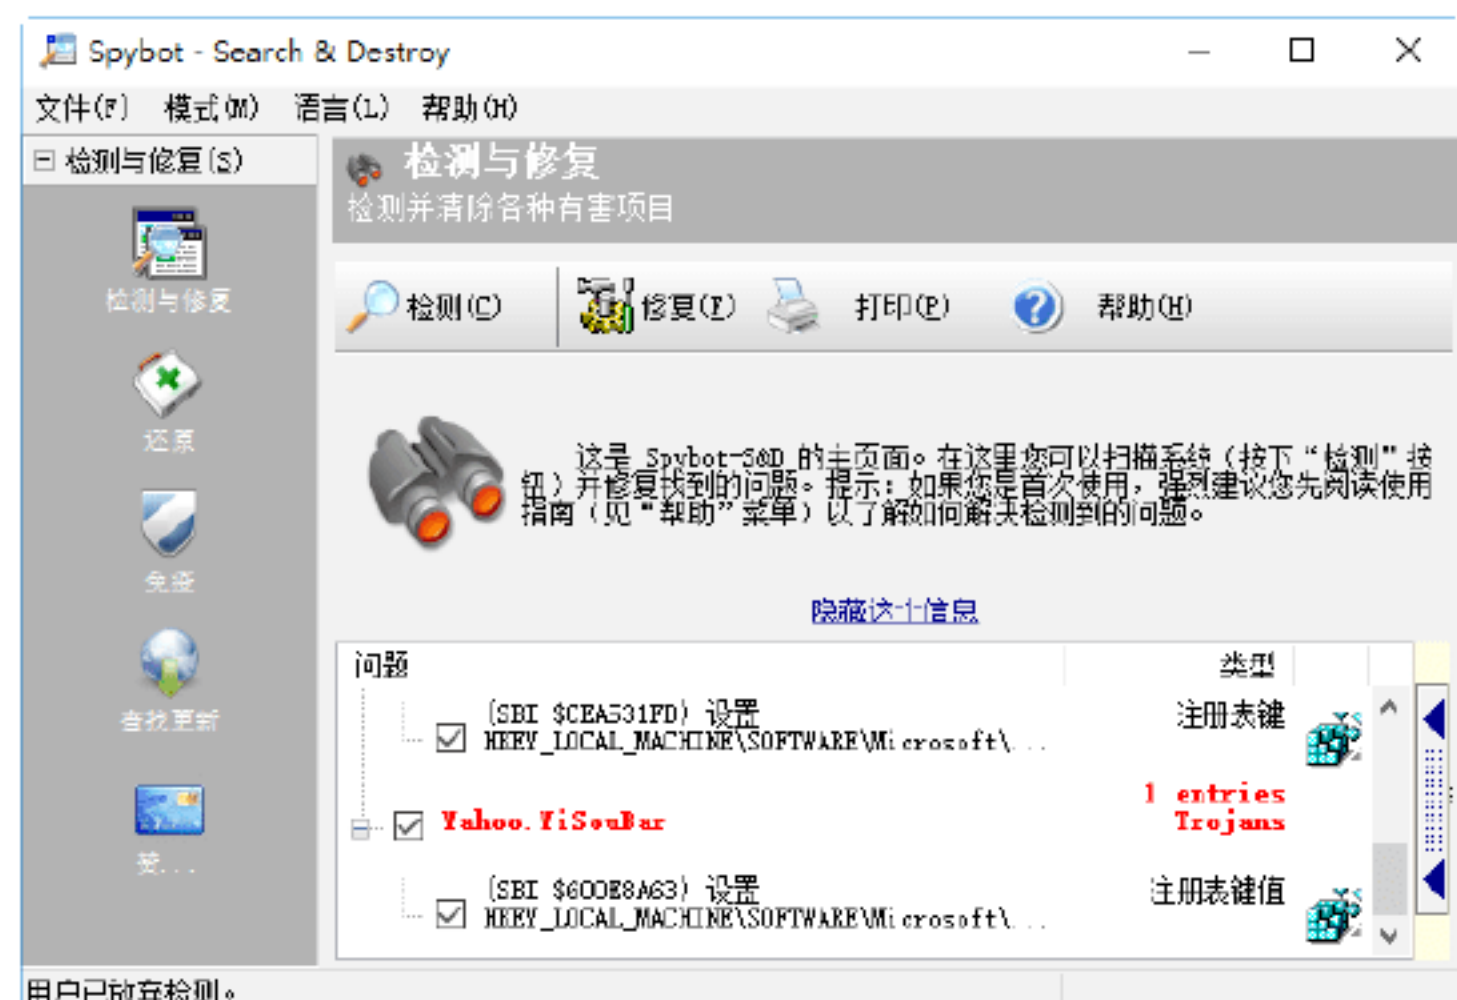 Spybot - Search & Destroy
文件(F) 模式(M) 语言(L) 帮助(H)
检测与修复(S)
检测与修复
检测并清除各种有害项目
检测与修复
还原
免疫
查找更新
赞...
检测(C) 修复(F) 打印(P) 帮助(H)
这是 Spybot-S&D 的主页面。在这里您可以扫描系统（按下“检测”按
钮）并修复找到的问题。提示：如果您是首次使用，强烈建议您先阅读使用
指南（见“帮助”菜单）以了解如何解决检测到的问题。
隐藏这个信息
问题 类型
(SBI $CEA531FD) 设置 注册表键
HKEY_LOCAL_MACHINE\SOFTWARE\Microsoft\...
1 entries
Yahoo.YiSouBar Trojans
(SBI $600E8A63) 设置 注册表键值
HKEY_LOCAL_MACHINE\SOFTWARE\Microsoft\...
用户已放弃检测。